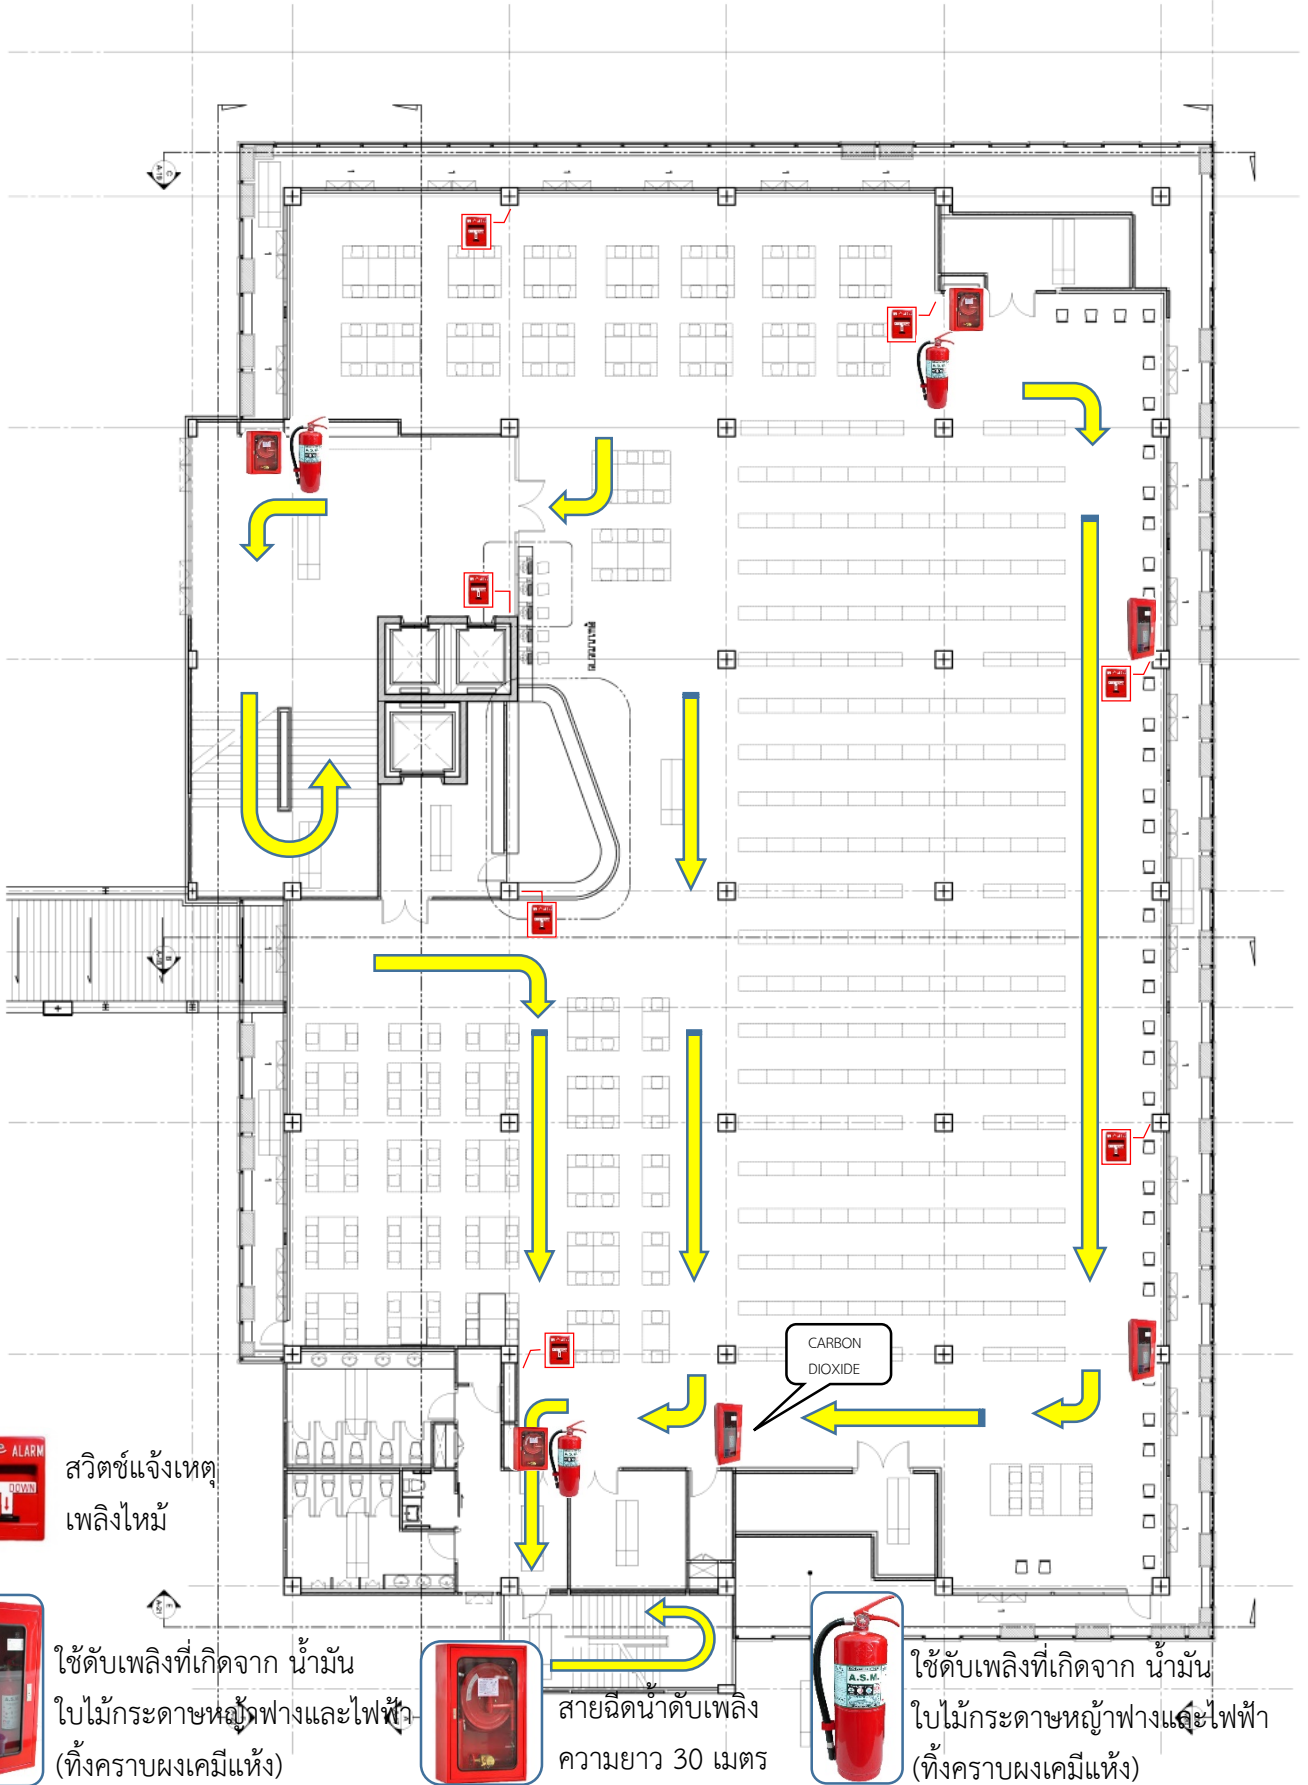 CARBON
DIOXIDE
ALARM
DOWN
สวิตช์แจ้งเหตุ
เพลิงไหม้
ใช้ดับเพลิงที่เกิดจาก น้ำมัน
ใบไม้กระดาษหญ้าฟางและไฟฟ้า
(ทิ้งคราบผงเคมีแห้ง)
สายฉีดน้ำดับเพลิง
ความยาว 30 เมตร
A.S.M.
ใช้ดับเพลิงที่เกิดจาก น้ำมัน
ใบไม้กระดาษหญ้าฟางและไฟฟ้า
(ทิ้งคราบผงเคมีแห้ง)